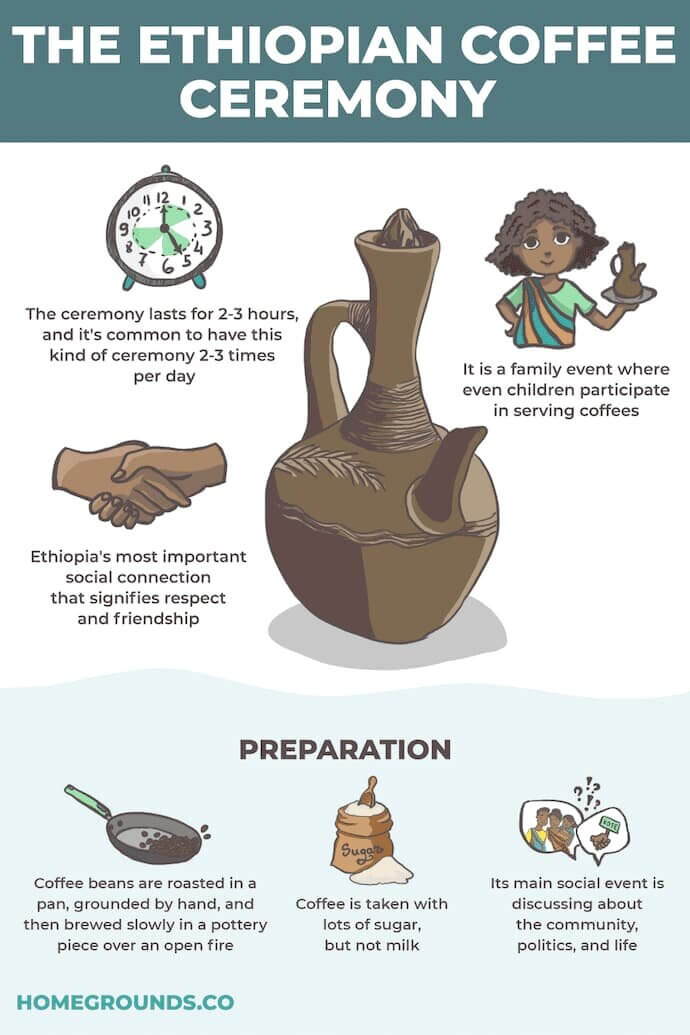 THE ETHIOPIAN COFFEE
CEREMONY
12
1
2
3
4
5
6
7
8
9
10
11
The ceremony lasts for 2-3 hours,
and it's common to have this
kind of ceremony 2-3 times
per day
It is a family event where
even children participate
in serving coffees
Ethiopia's most important
social connection
that signifies respect
and friendship
PREPARATION
Sugar
?!?
!
VOTE
Coffee beans are roasted in a
pan, grounded by hand, and
then brewed slowly in a pottery
piece over an open fire
Coffee is taken with
lots of sugar,
but not milk
Its main social event is
discussing about
the community,
politics, and life
HOMEGROUNDS.CO